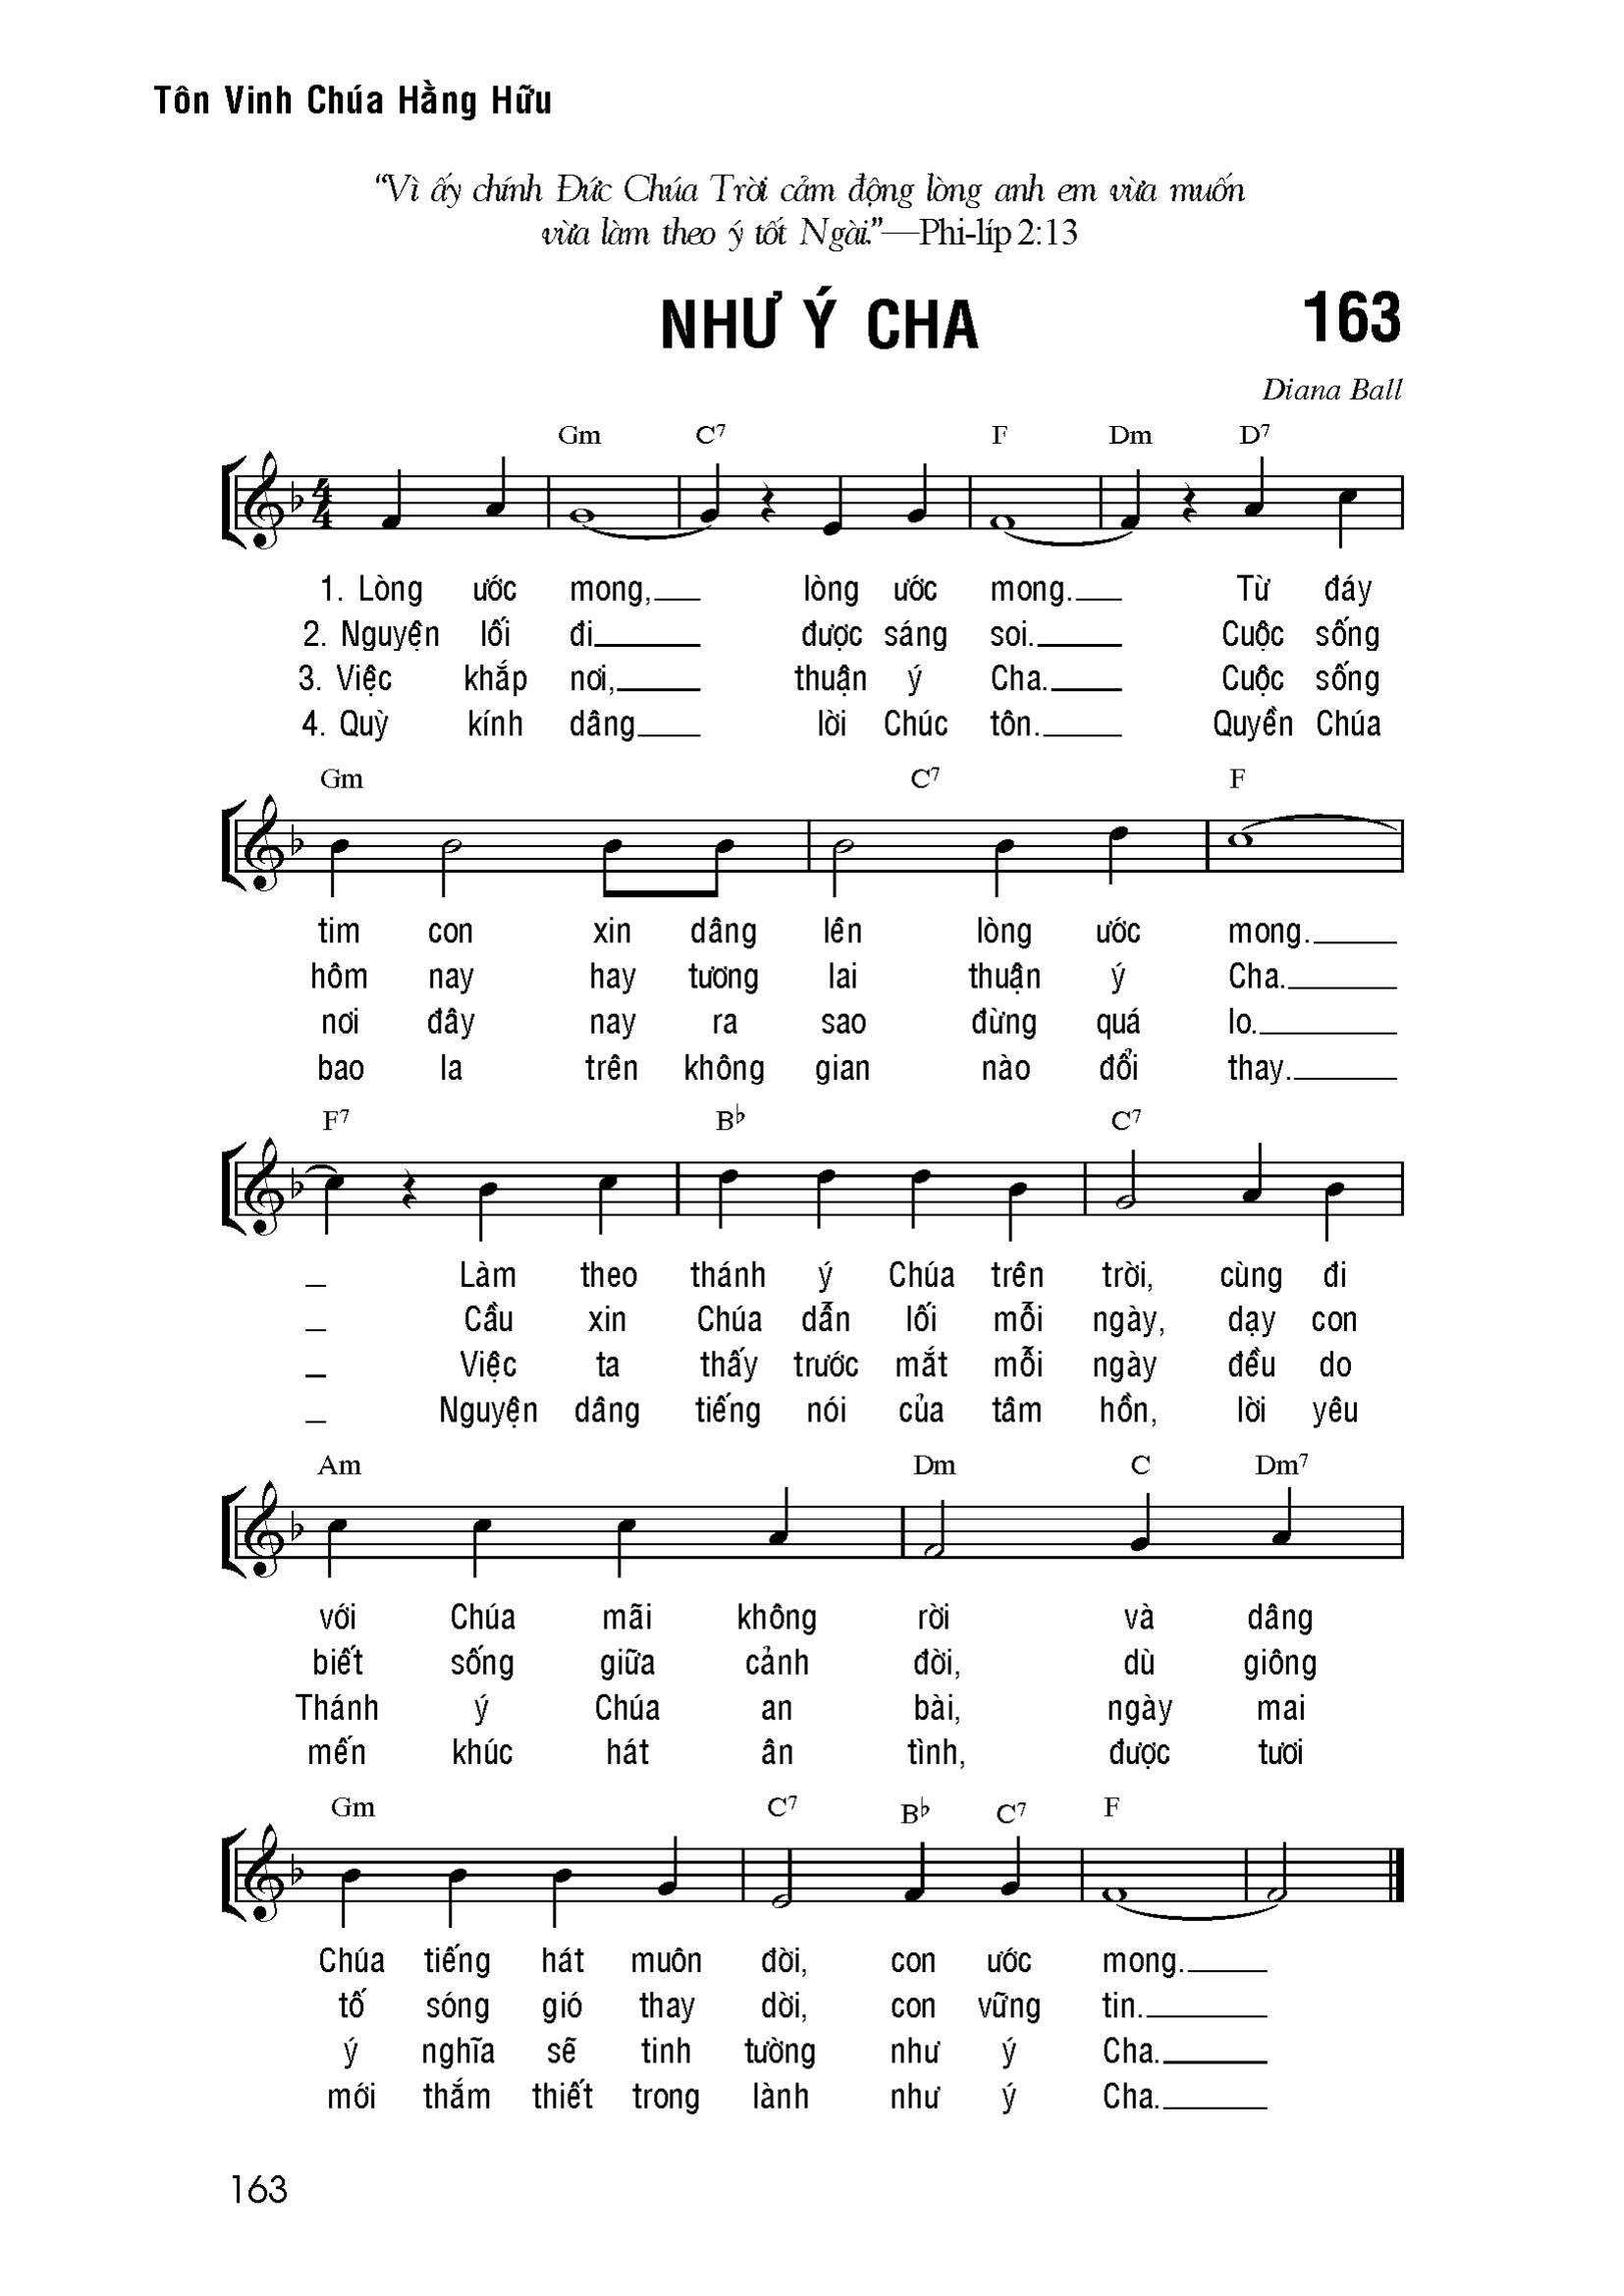 Tôn Vinh Chúa Hằng Hữu
“Vì ấy chính Đức Chúa Trời cảm động lòng anh em vừa muốn
vừa làm theo ý tốt Ngài.”—Phi-líp 2:13
NHƯ Ý CHA 163
Diana Ball
Gm C7 F Dm D7
4
4
1. Lòng ước mong, lòng ước mong. Từ đáy
2. Nguyện lối đi được sáng soi. Cuộc sống
3. Việc khắp nơi, thuận ý Cha. Cuộc sống
4. Quỳ kính dâng lời Chúc tôn. Quyền Chúa
Gm C7 F
tim con xin dâng lên lòng ước mong.
hôm nay hay tương lai thuận ý Cha.
nơi đây nay ra sao đừng quá lo.
bao la trên không gian nào đổi thay.
F7 B♭ C7
Làm theo thánh ý Chúa trên trời, cùng đi
Cầu xin Chúa dẫn lối mỗi ngày, dạy con
Việc ta thấy trước mắt mỗi ngày đều do
Nguyện dâng tiếng nói của tâm hồn, lời yêu
Am Dm C Dm7
với Chúa mãi không rời và dâng
biết sống giữa cảnh đời, dù giông
Thánh ý Chúa an bài, ngày mai
mến khúc hát ân tình, được tươi
Gm C7 B♭ C7 F
Chúa tiếng hát muôn đời, con ước mong.
tố sóng gió thay dời, con vững tin.
ý nghĩa sẽ tinh tường như ý Cha.
mới thắm thiết trong lành như ý Cha.
163